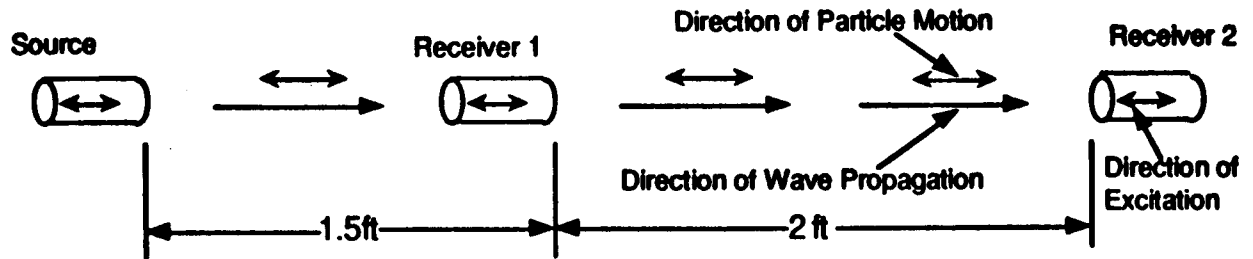 Direction of Particle Motion
Source
Receiver 1
Receiver 2
Direction of Wave Propagation
Direction of
Excitation
1.5ft
2 ft